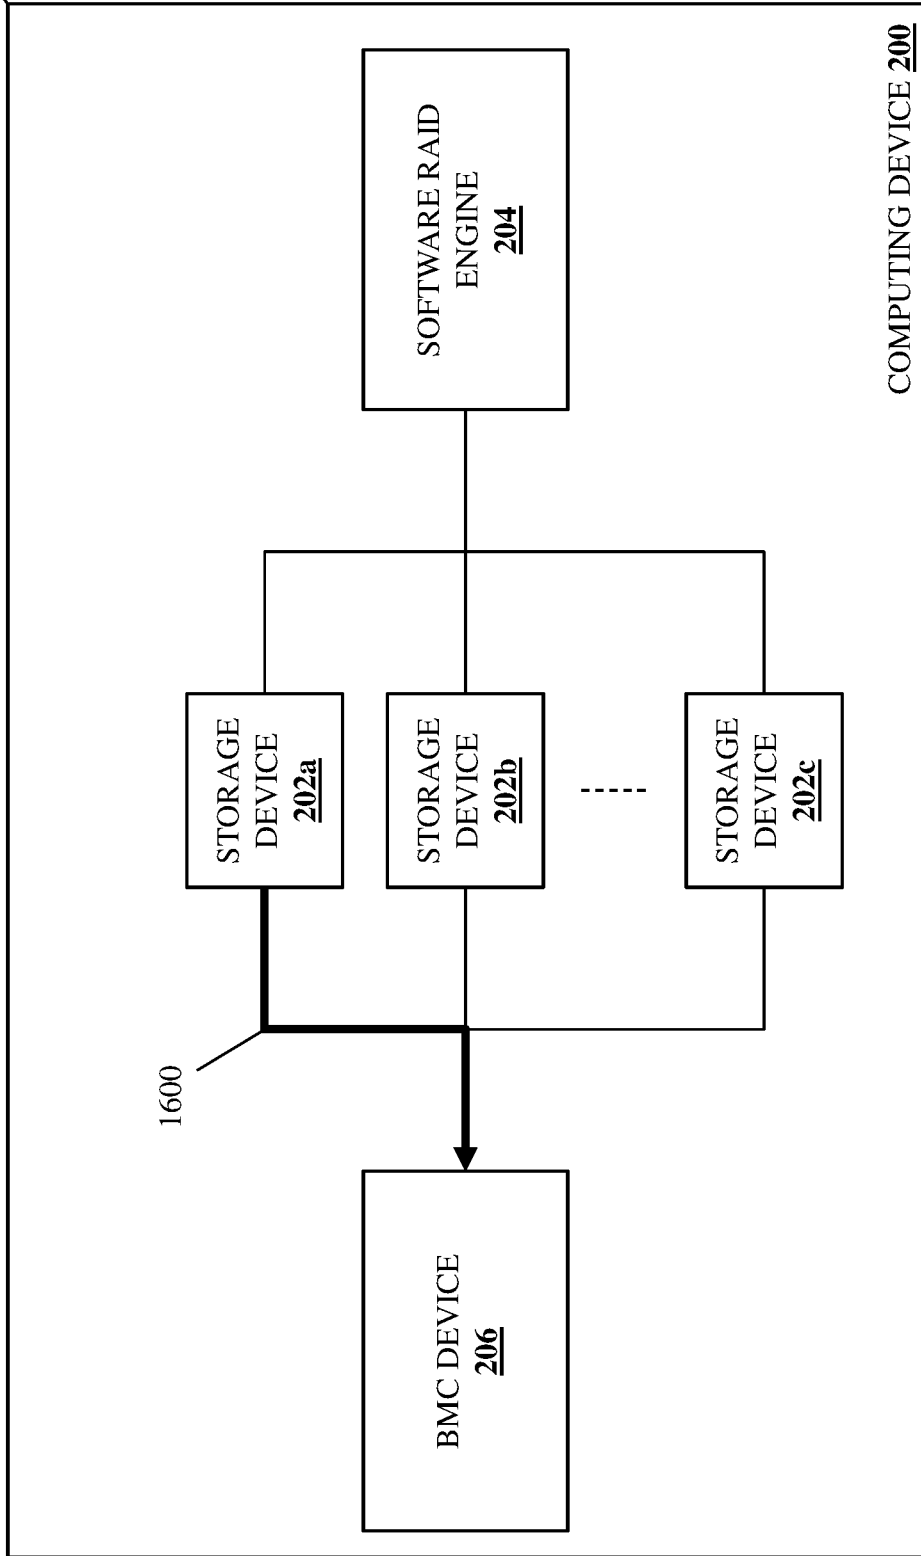 COMPUTING DEVICE 200
SOFTWARE RAID
ENGINE
204
STORAGE
DEVICE
202a
STORAGE
DEVICE
202b
STORAGE
DEVICE
202c
1600
BMC DEVICE
206